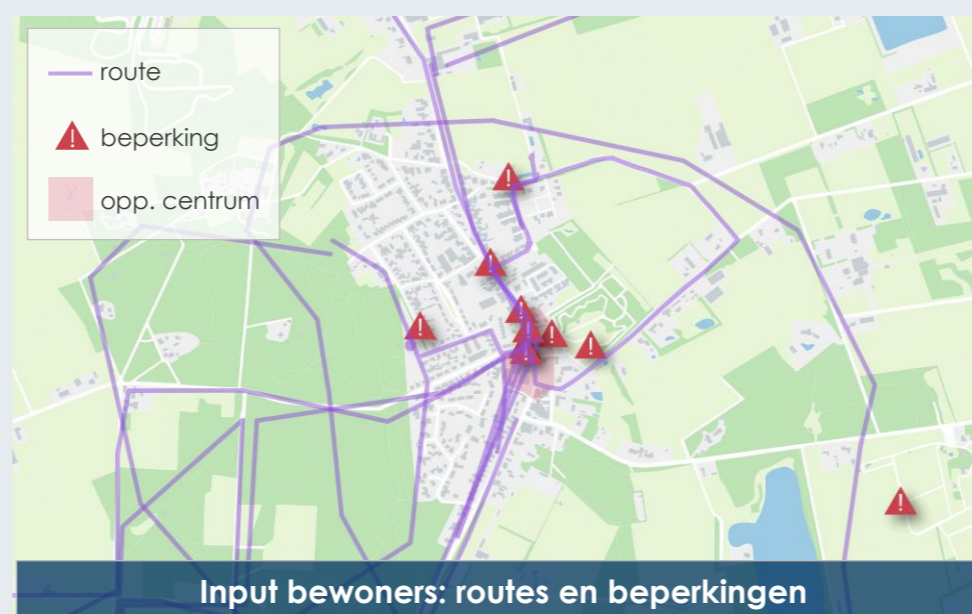 route
beperking
opp. centrum
Input bewoners: routes en beperkingen